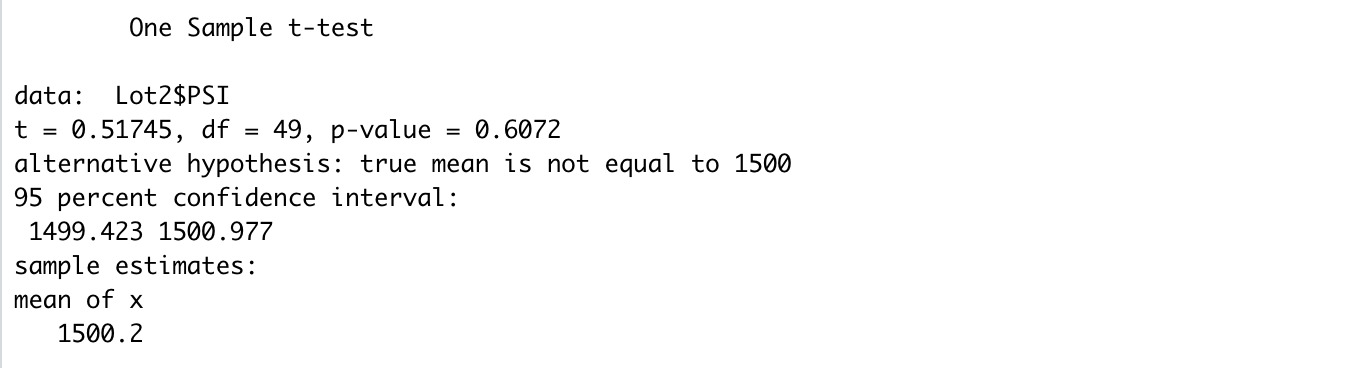 One Sample t-test
data:  Lot2$PSI
t = 0.51745, df = 49, p-value = 0.6072
alternative hypothesis: true mean is not equal to 1500
95 percent confidence interval:
1499.423 1500.977
sample estimates:
mean of x
1500.2